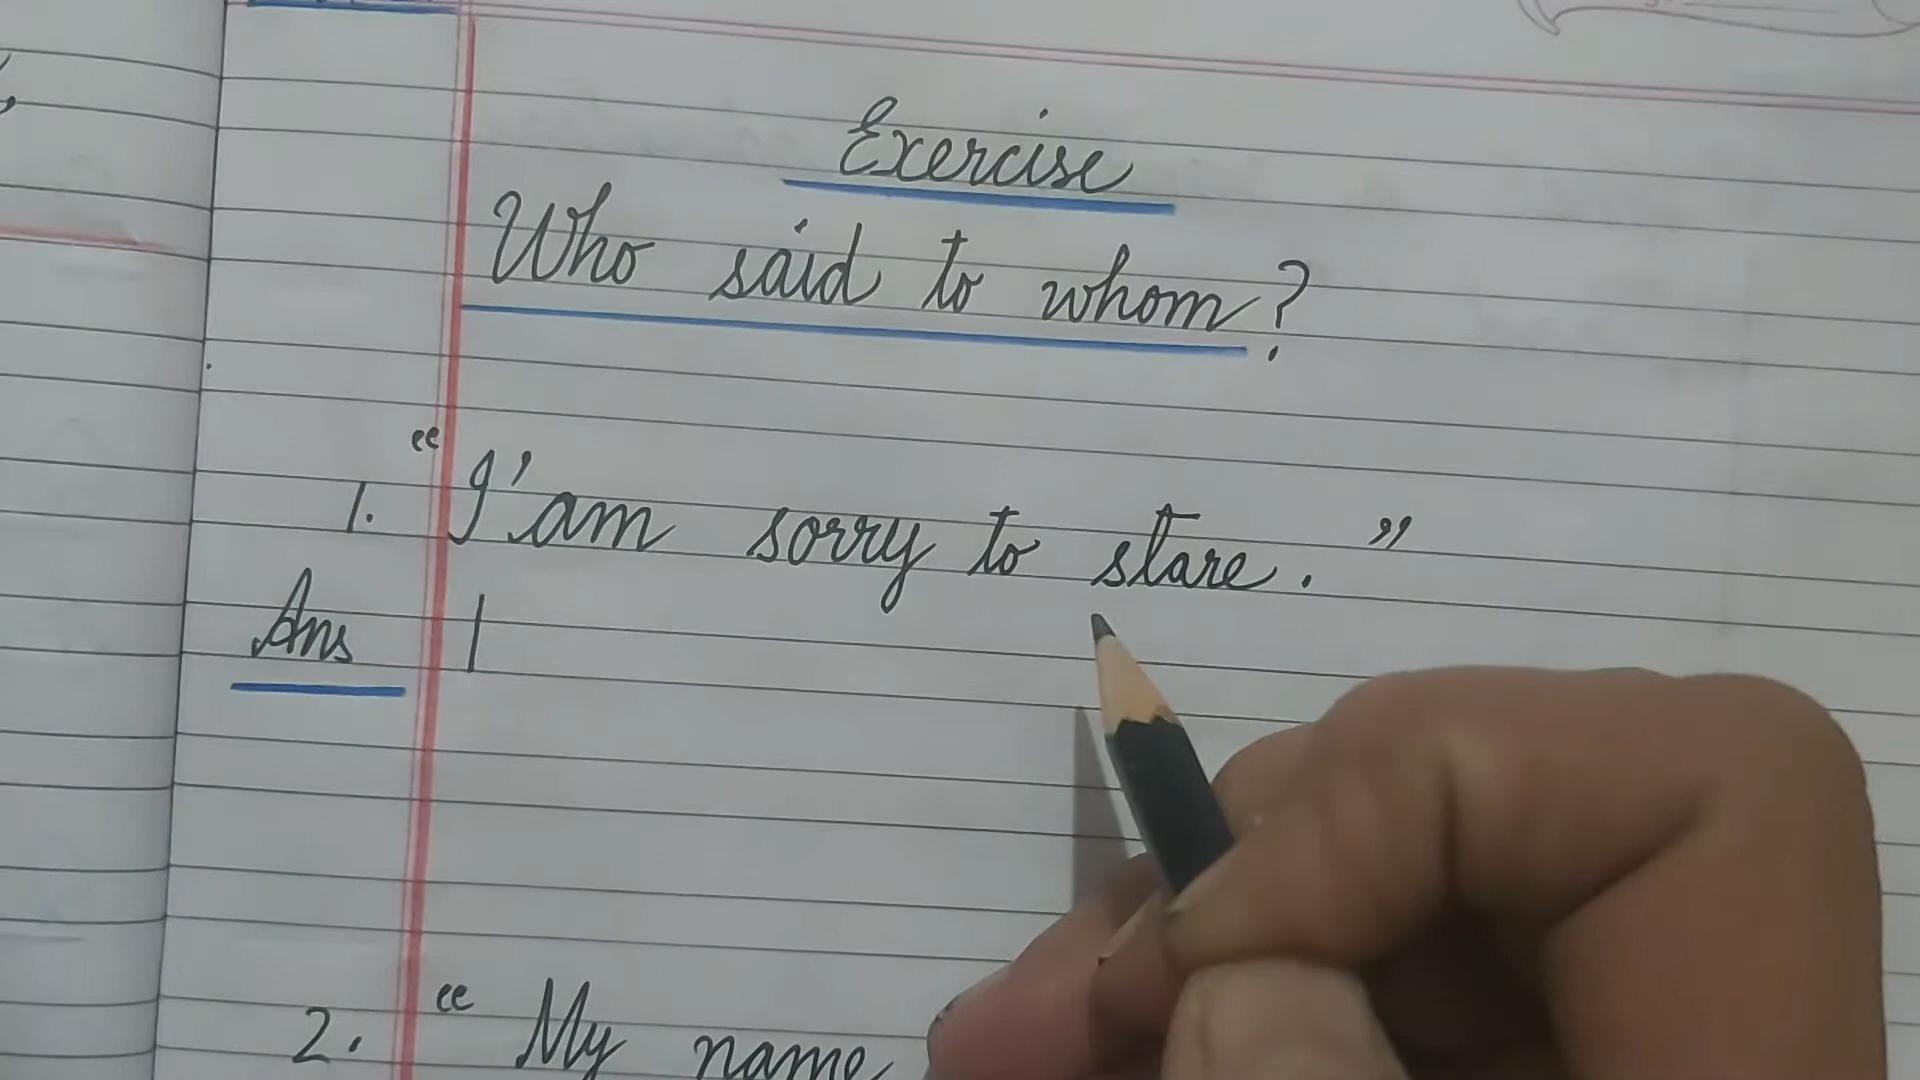 Exercise
Who said to whom?
1. "I'am sorry to stare."
Ans
2. "My name